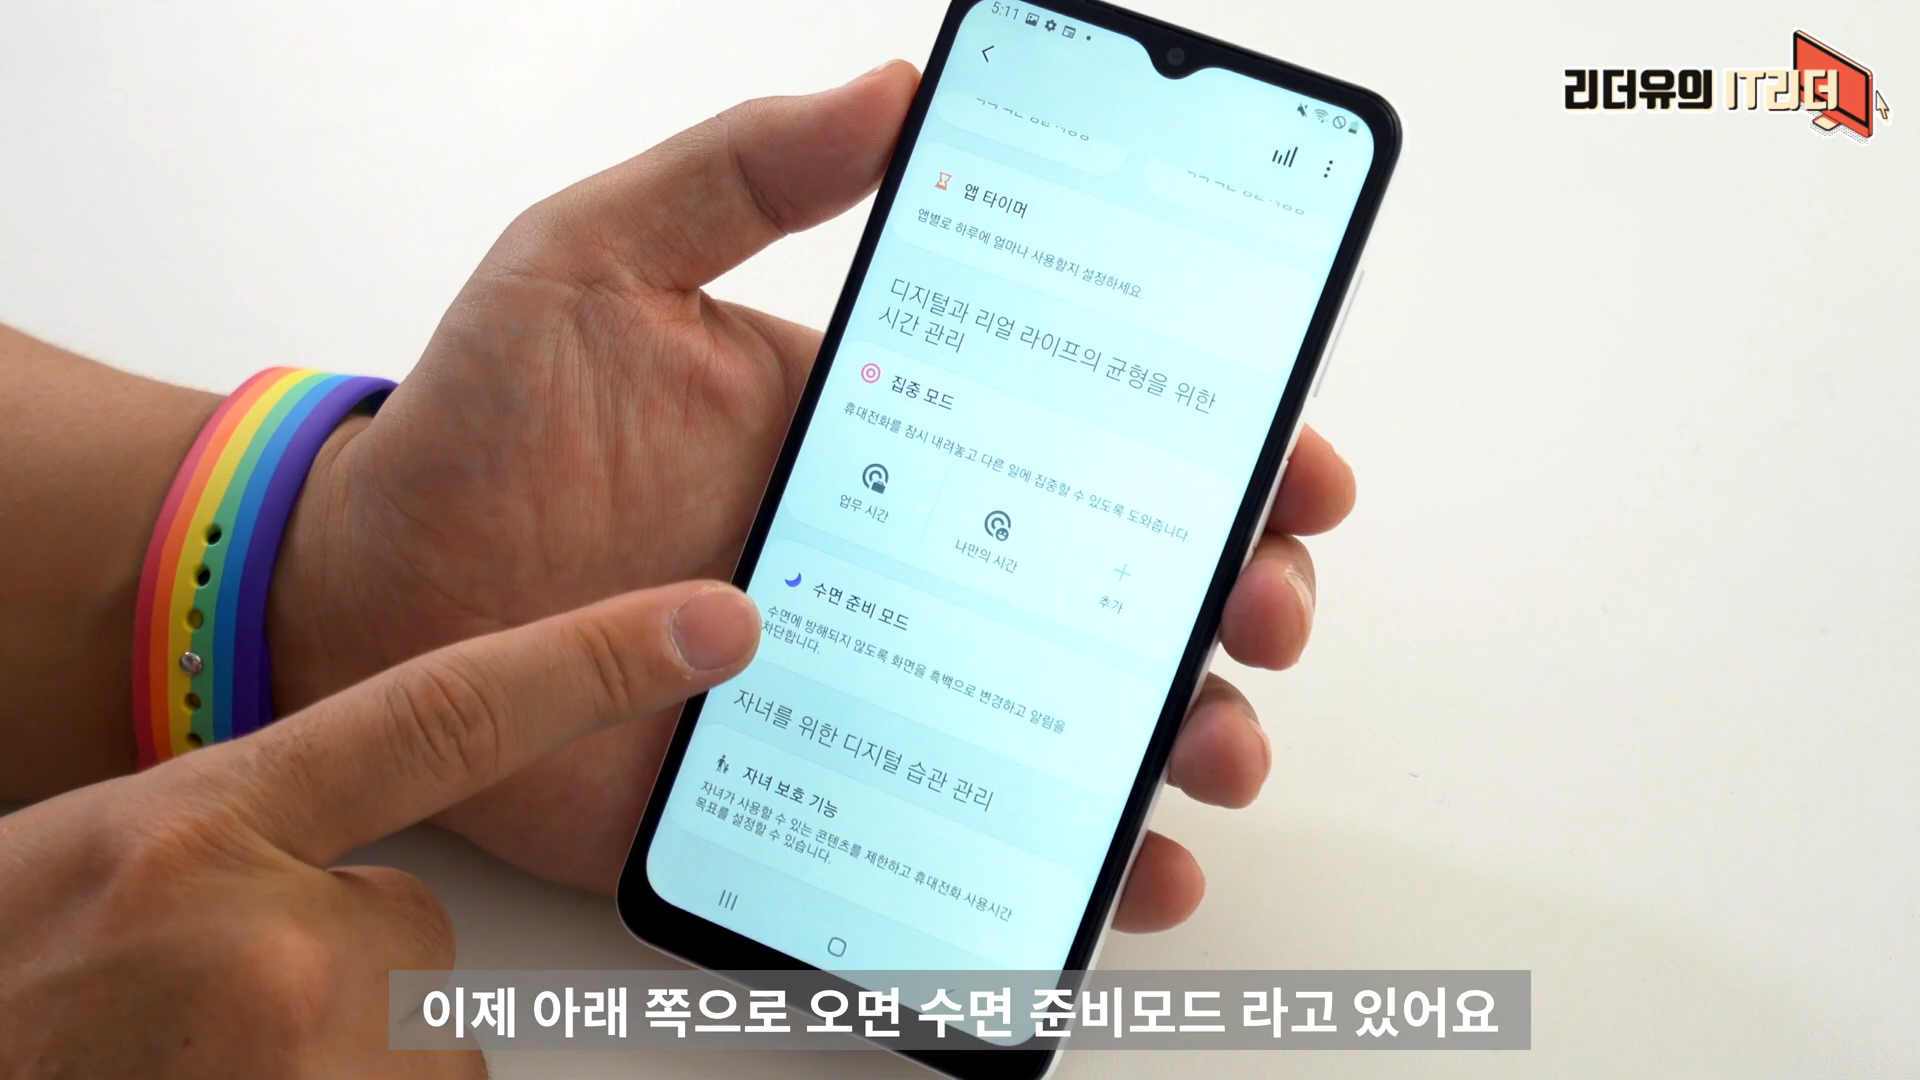 5:11
리더유의 IT리더
앱 타이머
앱별로 하루에 얼마나 사용할지 설정하세요.
디지털과 리얼 라이프의 균형을 위한
시간 관리
집중 모드
휴대전화를 잠시 내려놓고 다른 일에 집중할 수 있도록 도와줍니다.
업무 시간
나만의 시간
추가
수면 준비 모드
수면에 방해되지 않도록 화면을 흑백으로 변경하고 알림을
차단합니다.
자녀를 위한 디지털 습관 관리
자녀 보호 기능
자녀가 사용할 수 있는 콘텐츠를 제한하고 휴대전화 사용시간
목표를 설정할 수 있습니다.
이제 아래 쪽으로 오면 수면 준비모드 라고 있어요